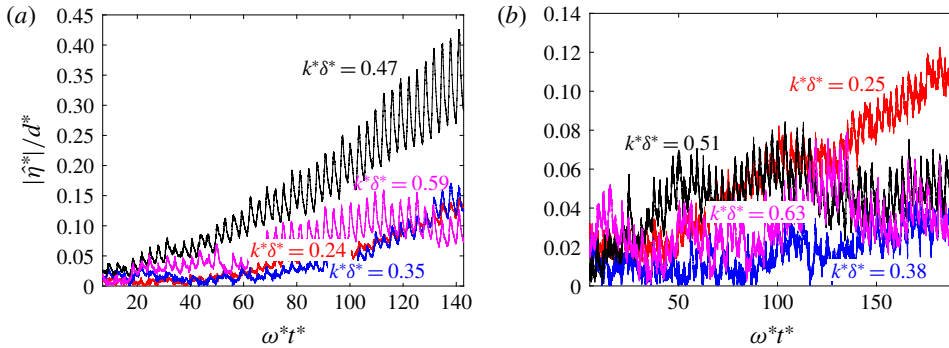 (a)
0.45
0.40
0.35
0.30
0.25
0.20
0.15
0.10
0.05
0
|η̂*|/d*
k*δ* = 0.47
k*δ* = 0.59
k*δ* = 0.24
k*δ* = 0.35
20 40 60 80 100 120 140
ω*t*
(b)
0.14
0.12
0.10
0.08
0.06
0.04
0.02
0
k*δ* = 0.25
k*δ* = 0.51
k*δ* = 0.63
k*δ* = 0.38
50 100 150
ω*t*